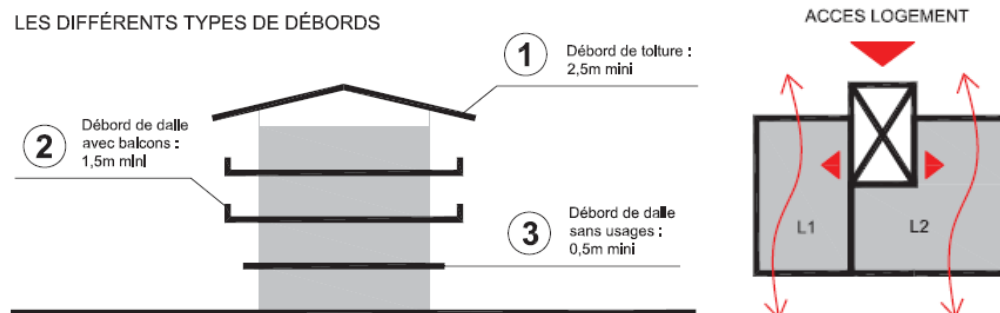 LES DIFFÉRENTS TYPES DE DÉBORDS
1
Débord de toiture :
2,5m mini
2
Débord de dalle
avec balcons :
1,5m mini
3
Débord de dalle
sans usages :
0,5m mini
ACCES LOGEMENT
L1
L2